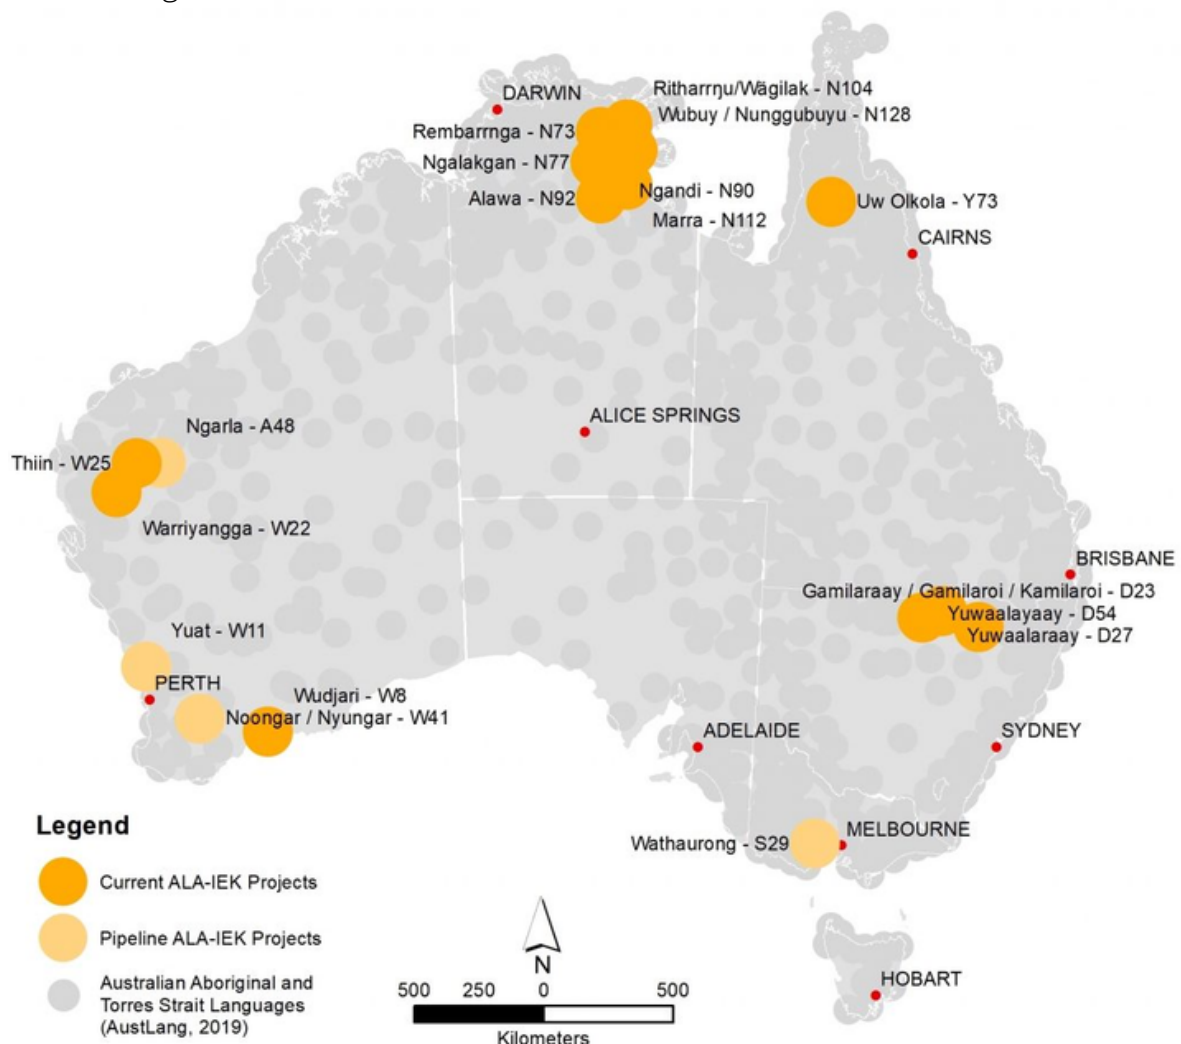 Ritharrŋu/Wägilak - N104
DARWIN
Wubuy / Nunggubuyu - N128
Rembarrnga - N73
Ngalakgan - N77
Ngandi - N90
Alawa - N92
Uw Olkola - Y73
Marra - N112
CAIRNS
ALICE SPRINGS
Ngarla - A48
Thiin - W25
Warriyangga - W22
BRISBANE
Gamilaraay / Gamilaroi / Kamilaroi - D23
Yuwaalayaay - D54
Yuwaalaraay - D27
Yuat - W11
PERTH
Wudjari - W8
Noongar / Nyungar - W41
ADELAIDE
SYDNEY
MELBOURNE
Wathaurong - S29
HOBART
Legend
Current ALA-IEK Projects
Pipeline ALA-IEK Projects
Australian Aboriginal and
Torres Strait Languages
(AustLang, 2019)
N
500 250 0 500
Kilometers